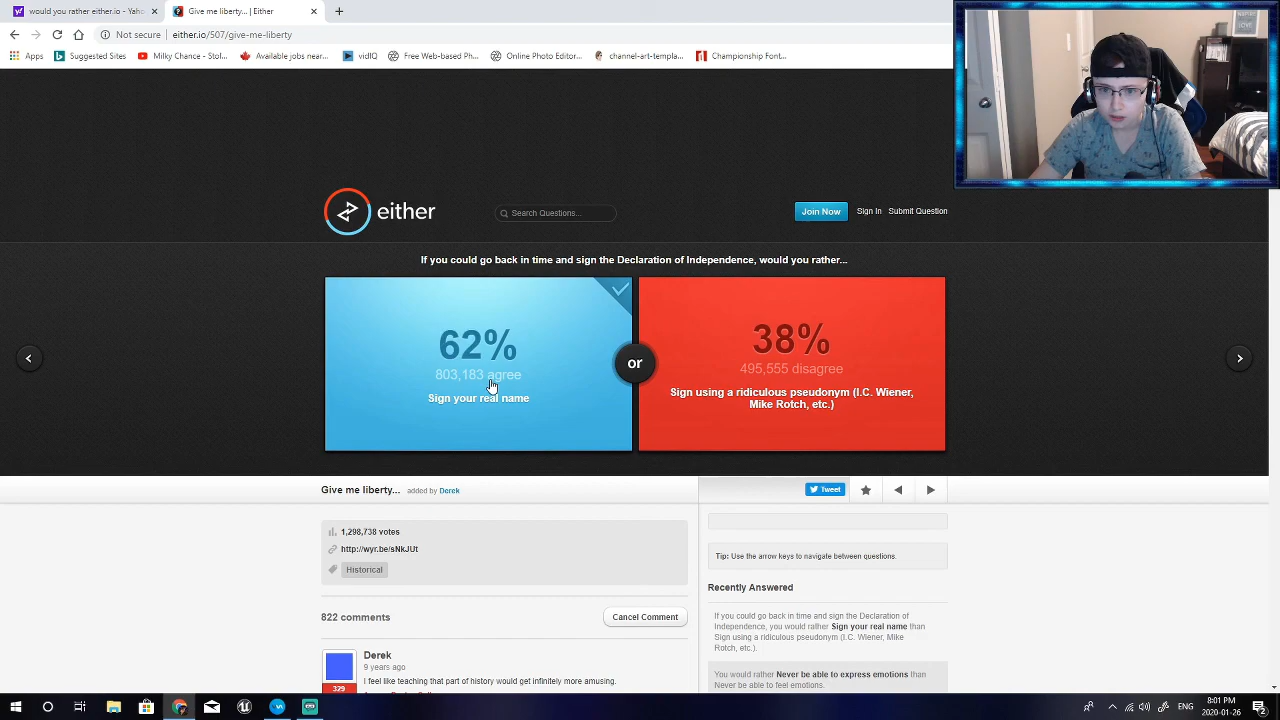 would you rather either.io - Yaho
Give me liberty... | Either
Not secure
either.io/507/give-me-liberty
Apps
Suggested Sites
Milky Chance - Stol...
Available jobs near...
vidIQ
Free Web-based Ph...
Online Photo Editor...
channel-art-templa...
Championship Font...
either
Search Questions...
Join Now
Sign In
Submit Question
If you could go back in time and sign the Declaration of Independence, would you rather...
62%
803,183 agree
Sign your real name
or
38%
495,555 disagree
Sign using a ridiculous pseudonym (I.C. Wiener,
Mike Rotch, etc.)
Give me liberty...
added by Derek
Tweet
1,298,738 votes
http://wyr.be/sNkJUt
Historical
822 comments
Cancel Comment
Derek
9 years ago
329
I feel like teaching that part of history would get infinitely more amusing.
Tip: Use the arrow keys to navigate between questions.
Recently Answered
If you could go back in time and sign the Declaration of
Independence, you would rather Sign your real name than
Sign using a ridiculous pseudonym (I.C. Wiener, Mike
Rotch, etc.).
You would rather Never be able to express emotions than
Never be able to feel emotions.
ENG
8:01 PM
2020-01-26
2